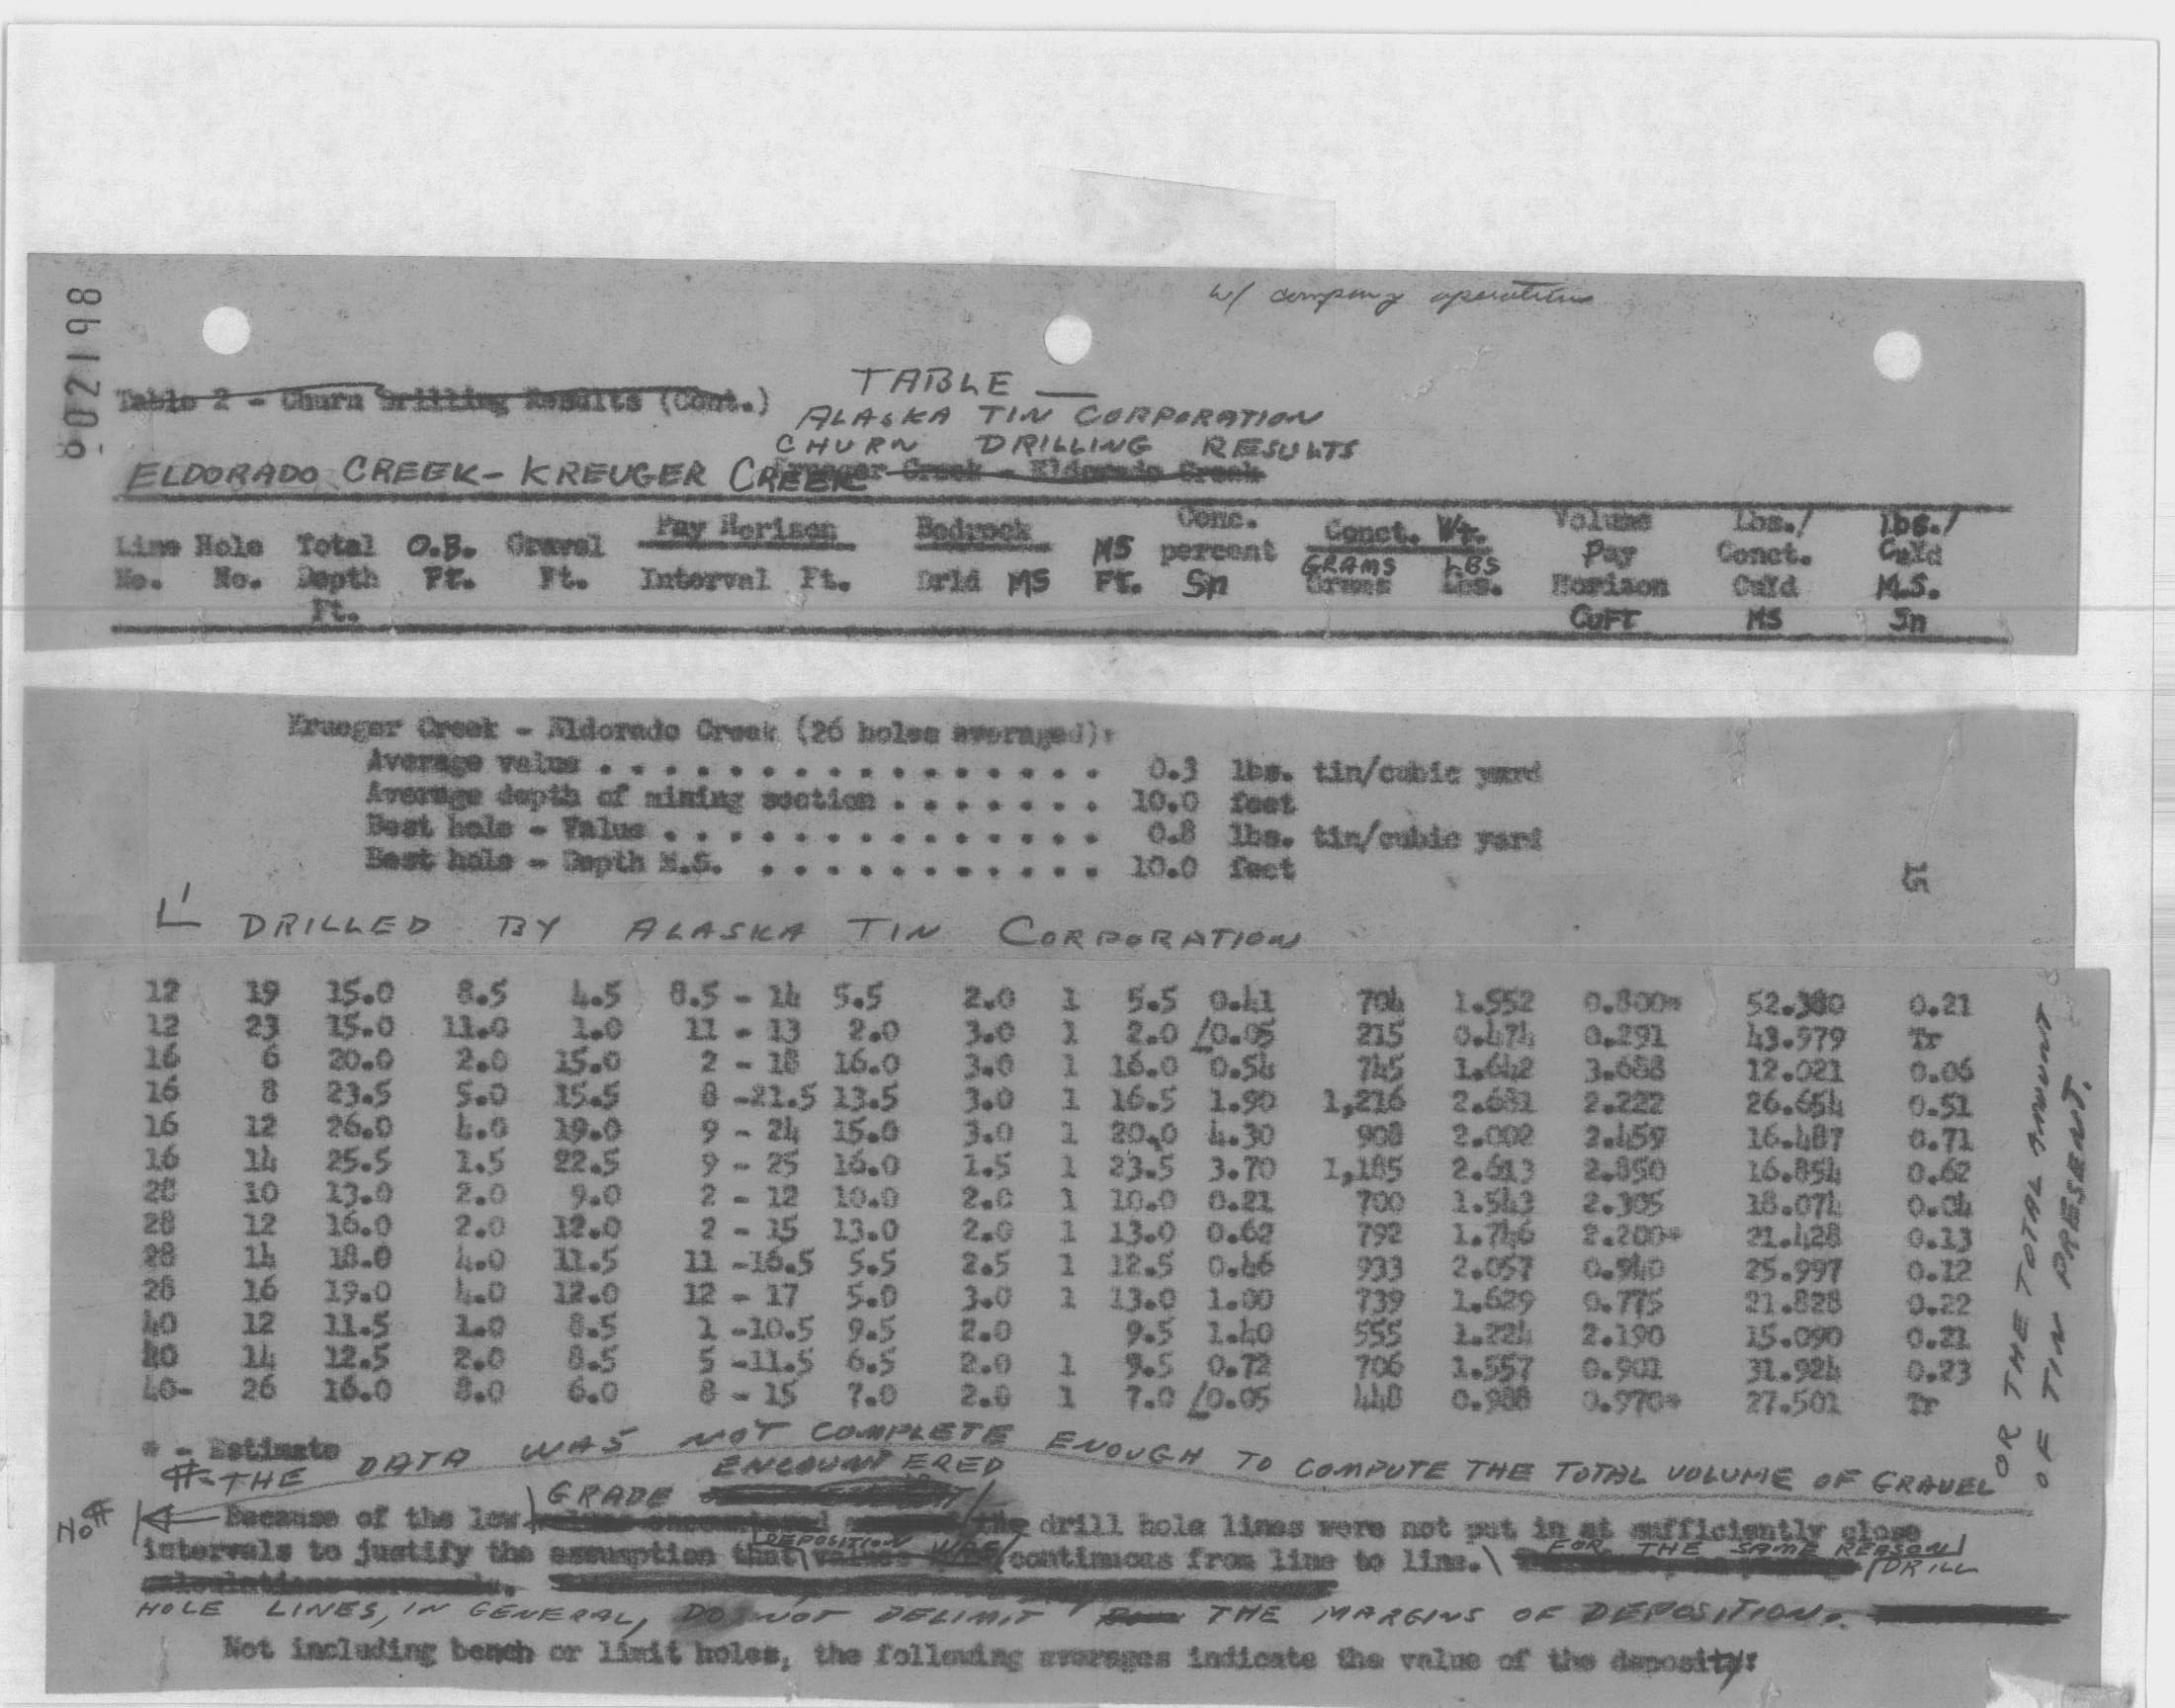 w/ company operations
802198
Table 2 - Churn Drilling Results (Cont.)
TABLE —
ALASKA TIN CORPORATION
CHURN DRILLING RESULTS
ELDORADO CREEK - KREUGER CREEK
Krueger Creek - Eldorado Creek
Line No. Hole No. Total Depth Ft. O.B. Ft. Gravel Ft. Pay Horizon Interval Ft. Bedrock Drld MS MS Ft. Conc. percent Sn Conct. Wt. GRAMS Grams LBS Lbs. Volume Pay Horizon CuFT Lbs./ Conct. CuYd MS Lbs./ CuYd M.S. Sn
Krueger Creek - Eldorado Creek (26 holes averaged):
Average value . . . . . . . . . . . . . . . . 0.3 lbs. tin/cubic yard
Average depth of mining section . . . . . . . 10.0 feet
Best hole - Value . . . . . . . . . . . . . . 0.8 lbs. tin/cubic yard
Best hole - Depth M.S. . . . . . . . . . . . 10.0 feet
15
1/ DRILLED BY ALASKA TIN CORPORATION
12 19 15.0 8.5 4.5 8.5 - 14 5.5 2.0 1 5.5 0.41 704 1.552 0.800* 52.380 0.21
12 23 15.0 11.0 1.0 11 - 13 2.0 3.0 1 2.0 /0.05 215 0.474 0.291 43.979 Tr
16 6 20.0 2.0 15.0 2 - 18 16.0 3.0 1 16.0 0.54 745 1.642 3.688 12.021 0.06
16 8 23.5 5.0 15.5 8 -21.5 13.5 3.0 1 16.5 1.90 1,216 2.681 2.222 26.654 0.51
16 12 26.0 4.0 19.0 9 - 24 15.0 3.0 1 20.0 4.30 908 2.002 2.459 16.487 0.71
16 14 25.5 1.5 22.5 9 - 25 16.0 1.5 1 23.5 3.70 1,185 2.613 2.850 16.854 0.62
28 10 13.0 2.0 9.0 2 - 12 10.0 2.0 1 10.0 0.21 700 1.543 2.305 18.074 0.04
28 12 16.0 2.0 12.0 2 - 15 13.0 2.0 1 13.0 0.62 792 1.746 2.200* 21.428 0.13
28 14 18.0 4.0 11.5 11 -16.5 5.5 2.5 1 12.5 0.46 933 2.057 0.940 25.997 0.12
28 16 19.0 4.0 12.0 12 - 17 5.0 3.0 1 13.0 1.00 739 1.629 0.775 21.828 0.22
40 12 11.5 1.0 8.5 1 -10.5 9.5 2.0 9.5 1.40 555 1.224 2.190 15.090 0.21
40 14 12.5 2.0 8.5 5 -11.5 6.5 2.0 1 9.5 0.72 706 1.557 0.901 31.924 0.23
40- 26 16.0 8.0 6.0 8 - 15 7.0 2.0 1 7.0 /0.05 448 0.988 0.970* 27.501 Tr
* - Estimate
¶-THE DATA WAS NOT COMPLETE ENOUGH TO COMPUTE THE TOTAL VOLUME OF GRAVEL
OR THE TOTAL AMOUNT
OF TIN PRESENT.
No ¶
Because of the low GRADE ENCOUNTERED the drill hole lines were not put in at sufficiently close
intervals to justify the assumption that DEPOSITION WAS continuous from line to line. FOR THE SAME REASON DRILL
HOLE LINES, IN GENERAL, DO NOT DELIMIT THE MARGINS OF DEPOSITION.
Not including bench or limit holes, the following averages indicate the value of the deposit: